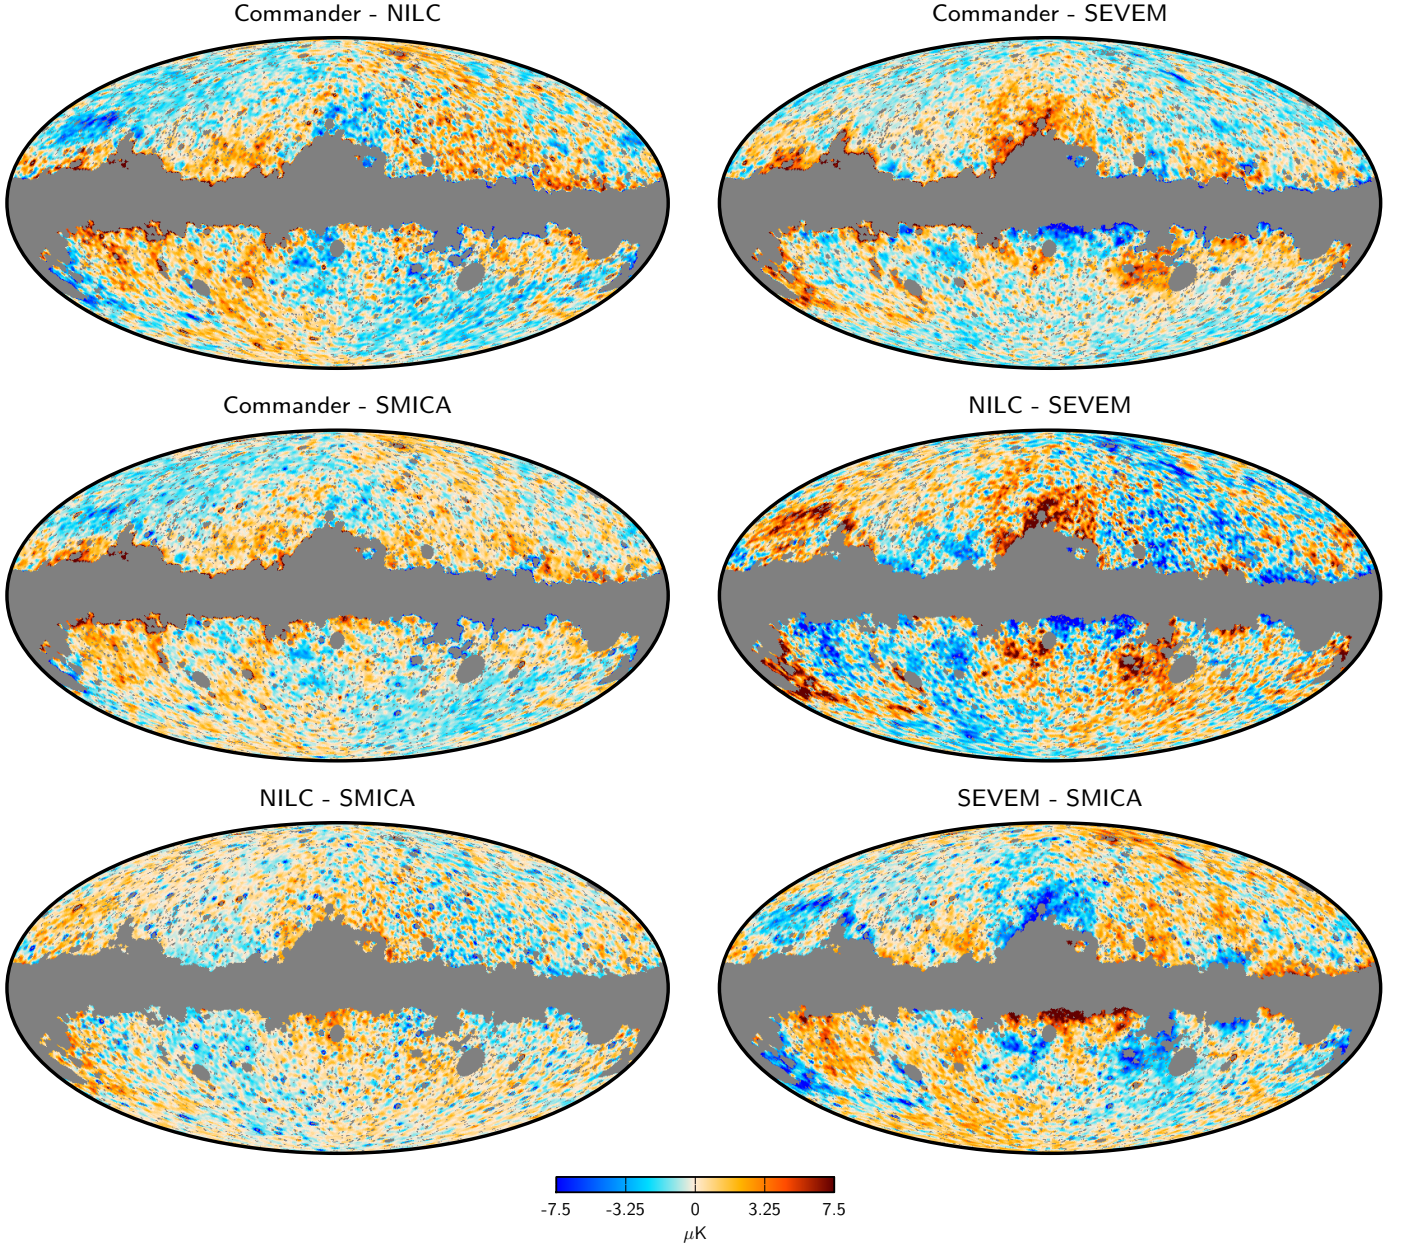 Commander - NILC
Commander - SEVEM
Commander - SMICA
NILC - SEVEM
NILC - SMICA
SEVEM - SMICA
-7.5 -3.25 0 3.25 7.5
μK